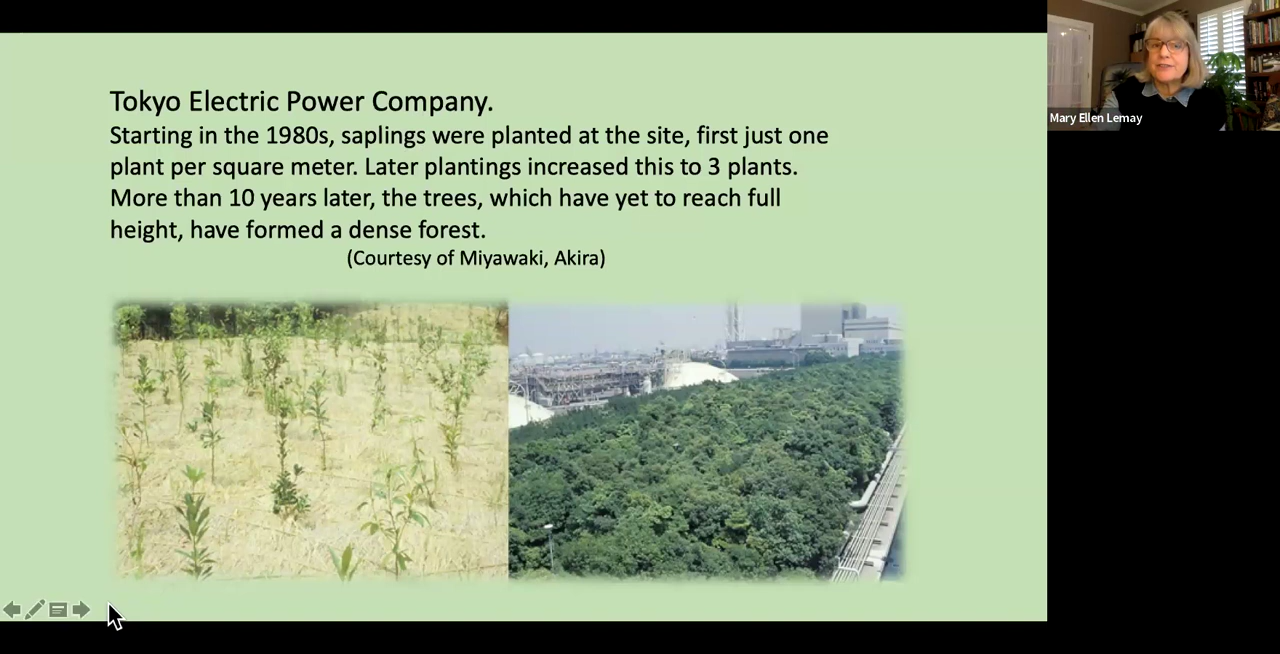 Tokyo Electric Power Company.
Starting in the 1980s, saplings were planted at the site, first just one
plant per square meter. Later plantings increased this to 3 plants.
More than 10 years later, the trees, which have yet to reach full
height, have formed a dense forest.
(Courtesy of Miyawaki, Akira)
Mary Ellen Lemay